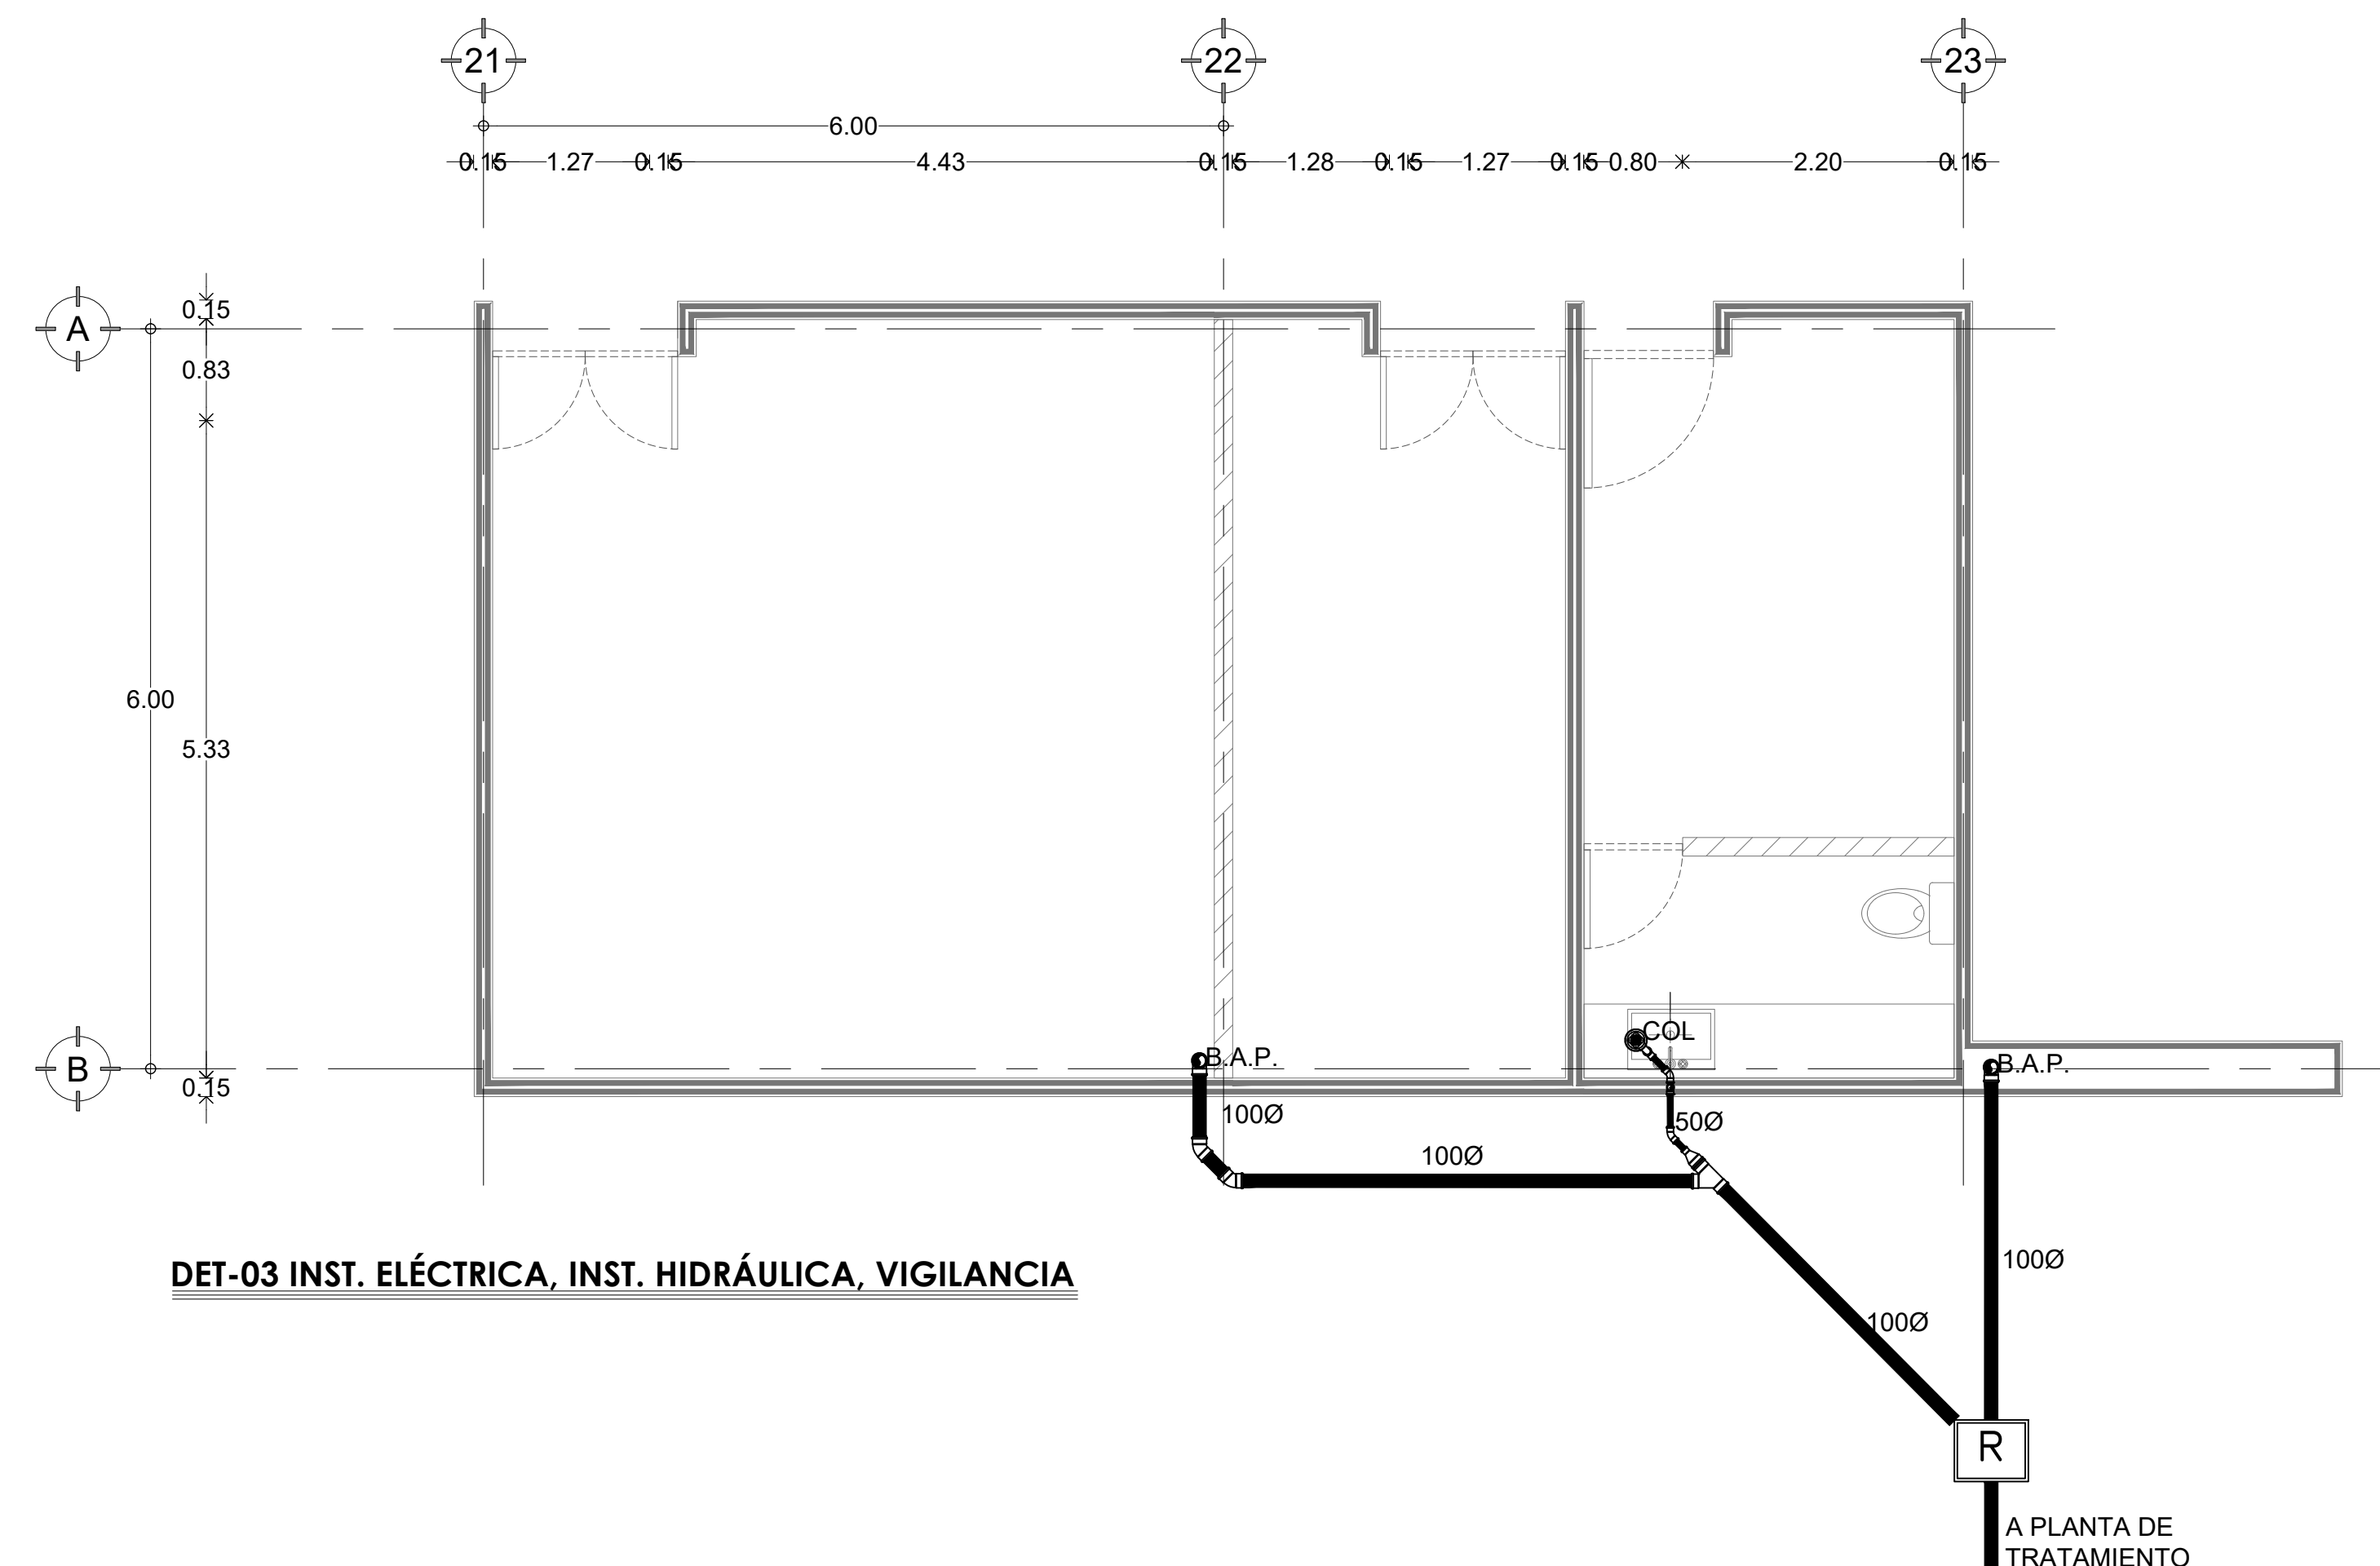 21
22
23
6.00
0.15 1.27 0.15 4.43 0.15 1.28 0.15 1.27 0.15 0.80 2.20 0.15
A
0.15
0.83
6.00
5.33
B
0.15
COL
B.A.P.
B.A.P.
100Ø
50Ø
100Ø
100Ø
DET-03 INST. ELÉCTRICA, INST. HIDRÁULICA, VIGILANCIA
100Ø
R
A PLANTA DE
TRATAMIENTO